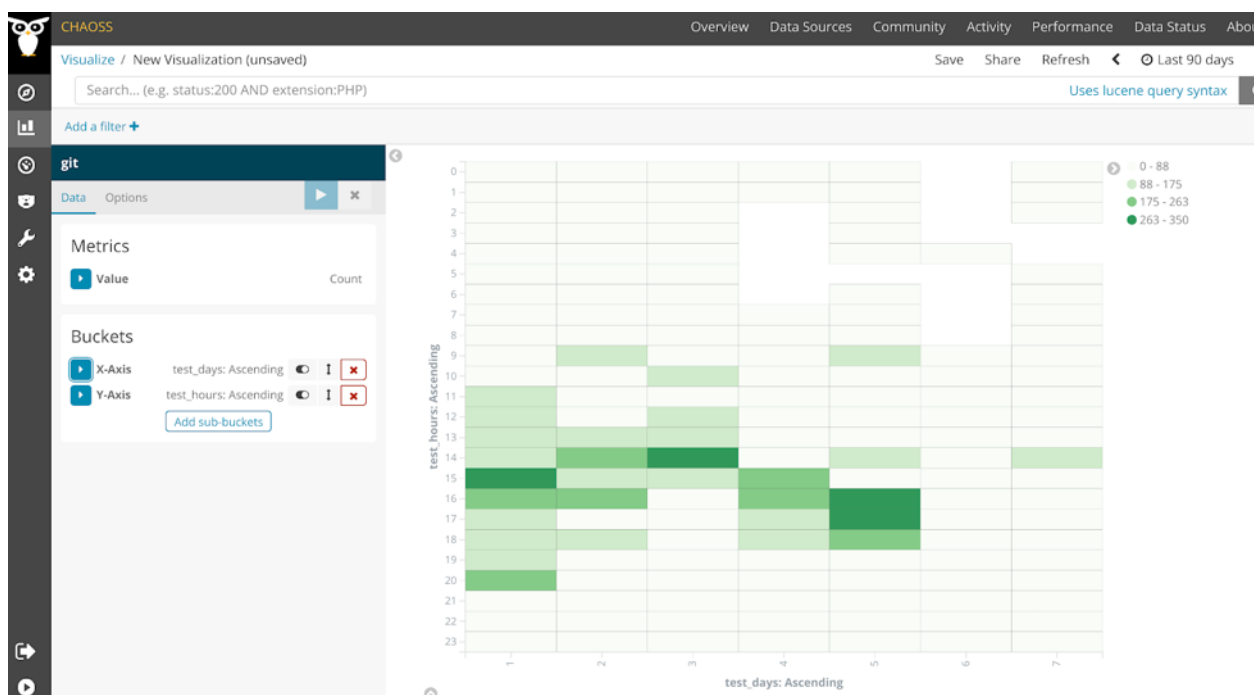 CHAOSS Overview Data Sources Community Activity Performance Data Status
Visualize / New Visualization (unsaved) Save Share Refresh Last 90 days
Search... (e.g. status:200 AND extension:PHP) Uses lucene query syntax
Add a filter +
git
Data Options
Metrics
Value Count
Buckets
X-Axis test_days: Ascending
Y-Axis test_hours: Ascending
Add sub-buckets
test_hours: Ascending
0
1
2
3
4
5
6
7
8
9
10
11
12
13
14
15
16
17
18
19
20
21
22
23
1 2 3 4 5 6 7
test_days: Ascending
0 - 88
88 - 175
175 - 263
263 - 350